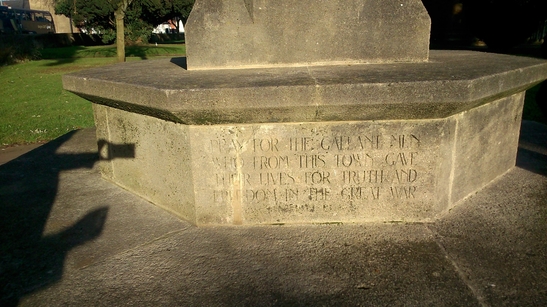 PRAY FOR THE GALLANT MEN
WHO FROM THIS TOWN GAVE
THEIR LIVES FOR TRUTH AND
FREEDOM IN THE GREAT WAR